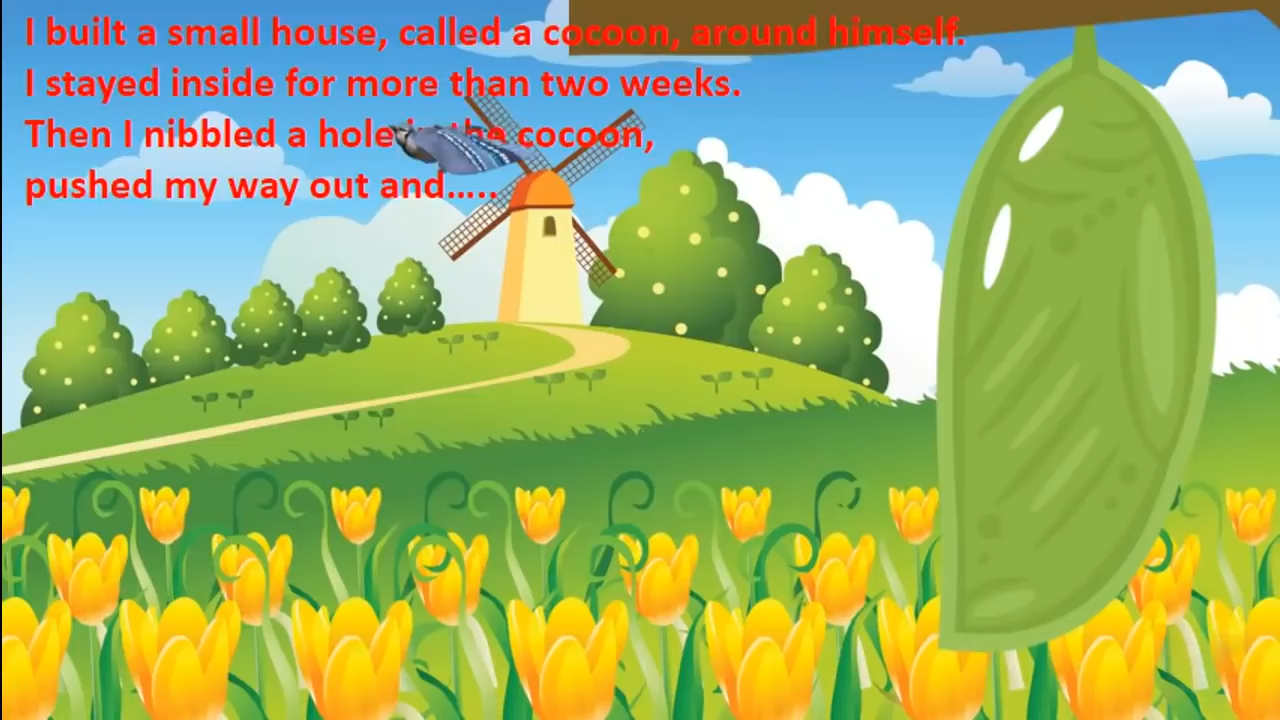 I built a small house, called a cocoon, around himself.
I stayed inside for more than two weeks.
Then I nibbled a hole in the cocoon,
pushed my way out and.....